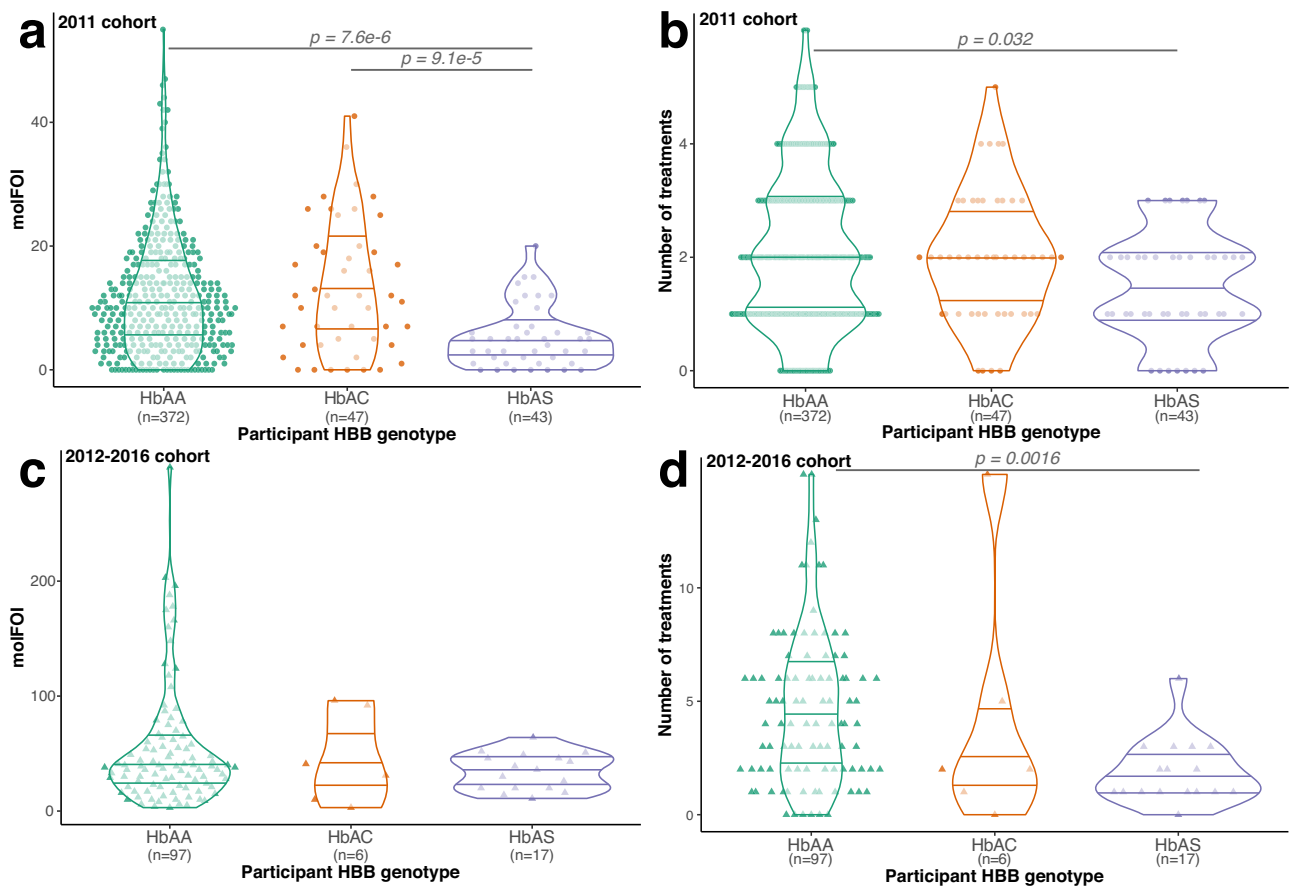 a
2011 cohort
p = 7.6e-6
p = 9.1e-5
molFOI
40
20
0
HbAA
(n=372)
HbAC
(n=47)
HbAS
(n=43)
Participant HBB genotype
b
2011 cohort
p = 0.032
Number of treatments
4
2
0
HbAA
(n=372)
HbAC
(n=47)
HbAS
(n=43)
Participant HBB genotype
c
2012-2016 cohort
molFOI
200
100
0
HbAA
(n=97)
HbAC
(n=6)
HbAS
(n=17)
Participant HBB genotype
d
2012-2016 cohort
p = 0.0016
Number of treatments
10
5
0
HbAA
(n=97)
HbAC
(n=6)
HbAS
(n=17)
Participant HBB genotype